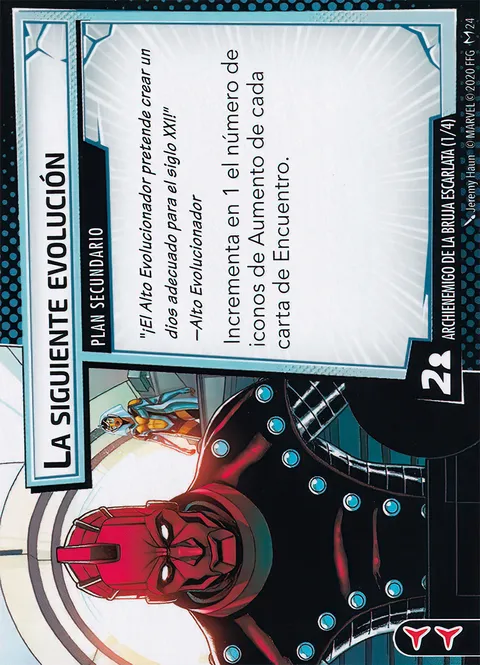 LA SIGUIENTE EVOLUCIÓN
PLAN SECUNDARIO
"¡El Alto Evolucionador pretende crear un
dios adecuado para el siglo XXI!"
—Alto Evolucionador
Incrementa en 1 el número de
iconos de Aumento de cada
carta de Encuentro.
2
ARCHIENEMIGO DE LA BRUJA ESCARLATA (1/4)
Jeremy Haun © MARVEL © 2020 FFG 24